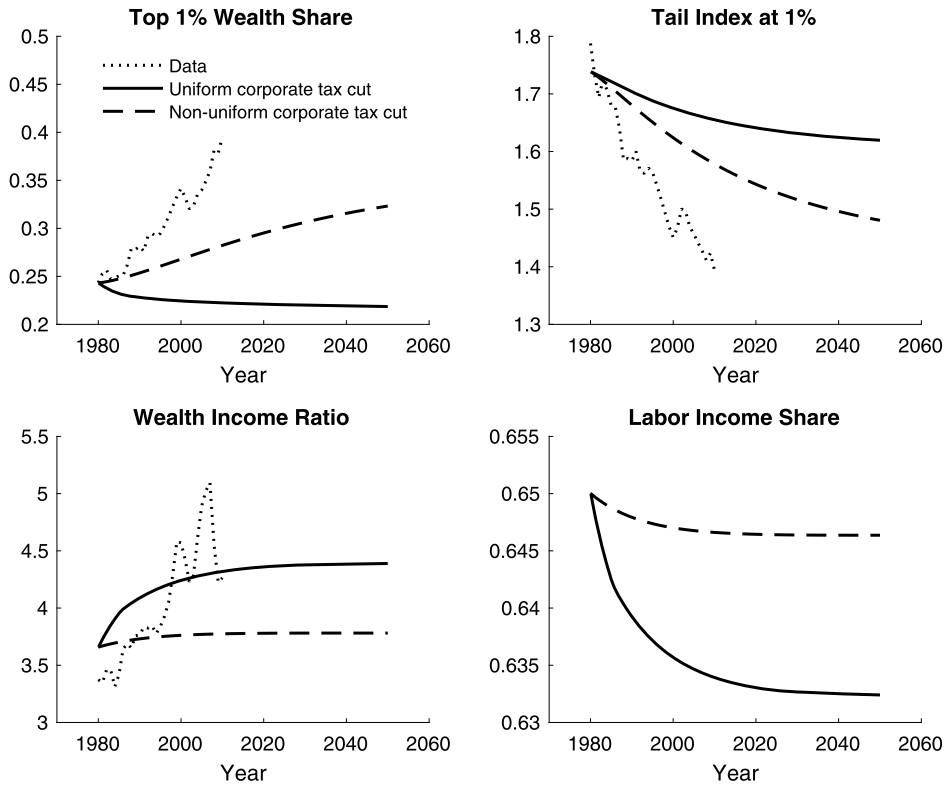 Top 1% Wealth Share
0.5
0.45
0.4
0.35
0.3
0.25
0.2
Data
Uniform corporate tax cut
Non-uniform corporate tax cut
1980 2000 2020 2040 2060
Year
Tail Index at 1%
1.8
1.7
1.6
1.5
1.4
1.3
1980 2000 2020 2040 2060
Year
Wealth Income Ratio
5.5
5
4.5
4
3.5
3
1980 2000 2020 2040 2060
Year
Labor Income Share
0.655
0.65
0.645
0.64
0.635
0.63
1980 2000 2020 2040 2060
Year